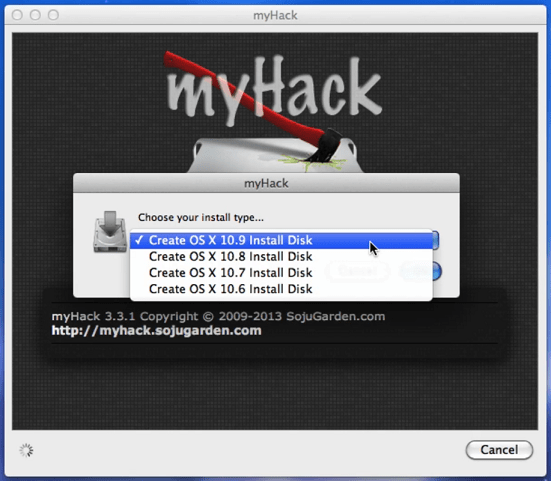 myHack
myHack
myHack
Choose your install type...
✓ Create OS X 10.9 Install Disk
Create OS X 10.8 Install Disk
Create OS X 10.7 Install Disk
Create OS X 10.6 Install Disk
myHack 3.3.1 Copyright © 2009-2013 SojuGarden.com
http://myhack.sojugarden.com
Cancel